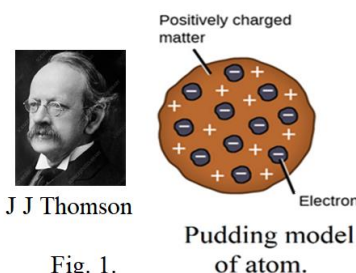 Positively charged
matter
Electron
J J Thomson
Pudding model
of atom.
Fig. 1.